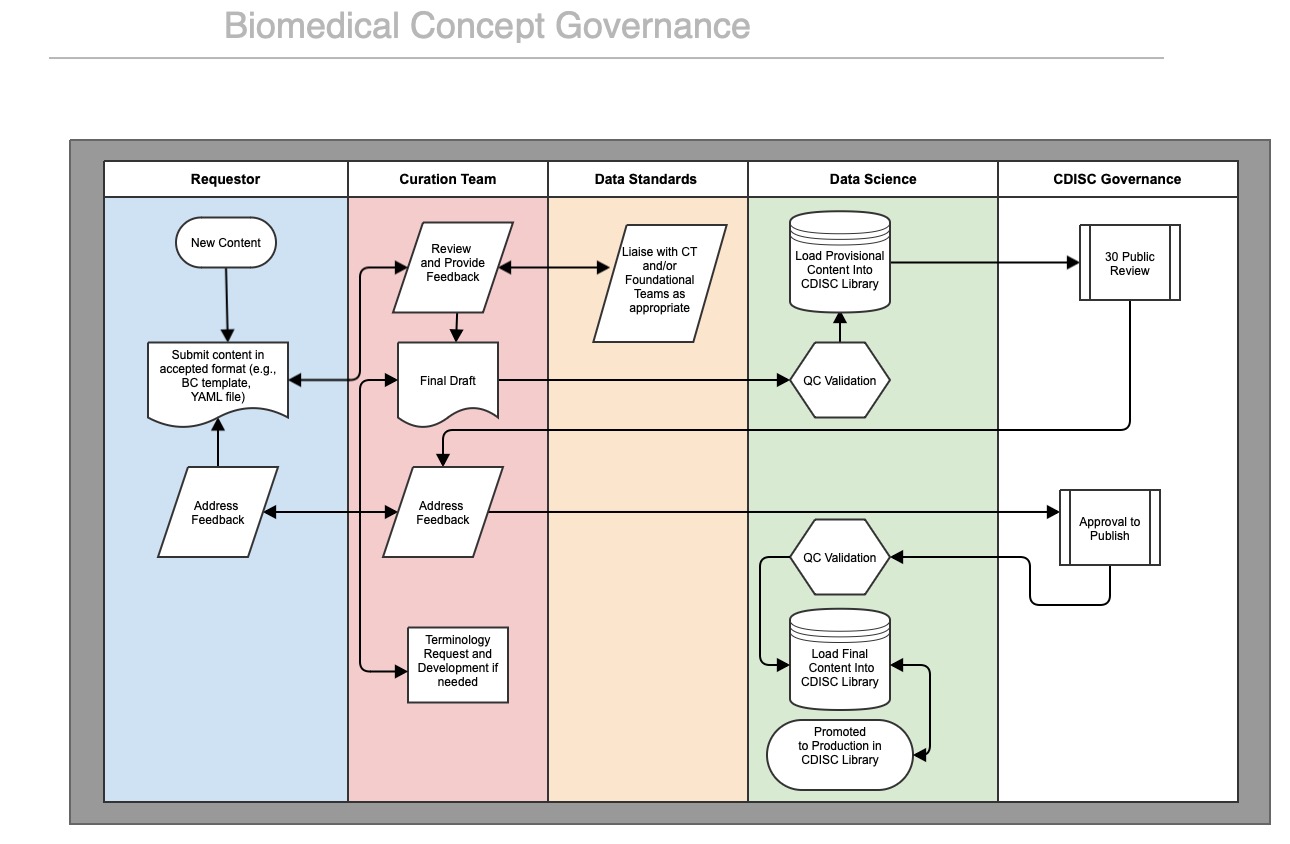 Biomedical Concept Governance
Requestor
Curation Team
Data Standards
Data Science
CDISC Governance
New Content
Review
and Provide
Feedback
Liaise with CT
and/or
Foundational
Teams as
appropriate
Load Provisional
Content Into
CDISC Library
30 Public
Review
Submit content in
accepted format (e.g.,
BC template,
YAML file)
Final Draft
QC Validation
Address
Feedback
Address
Feedback
Approval to
Publish
QC Validation
Terminology
Request and
Development if
needed
Load Final
Content Into
CDISC Library
Promoted
to Production in
CDISC Library